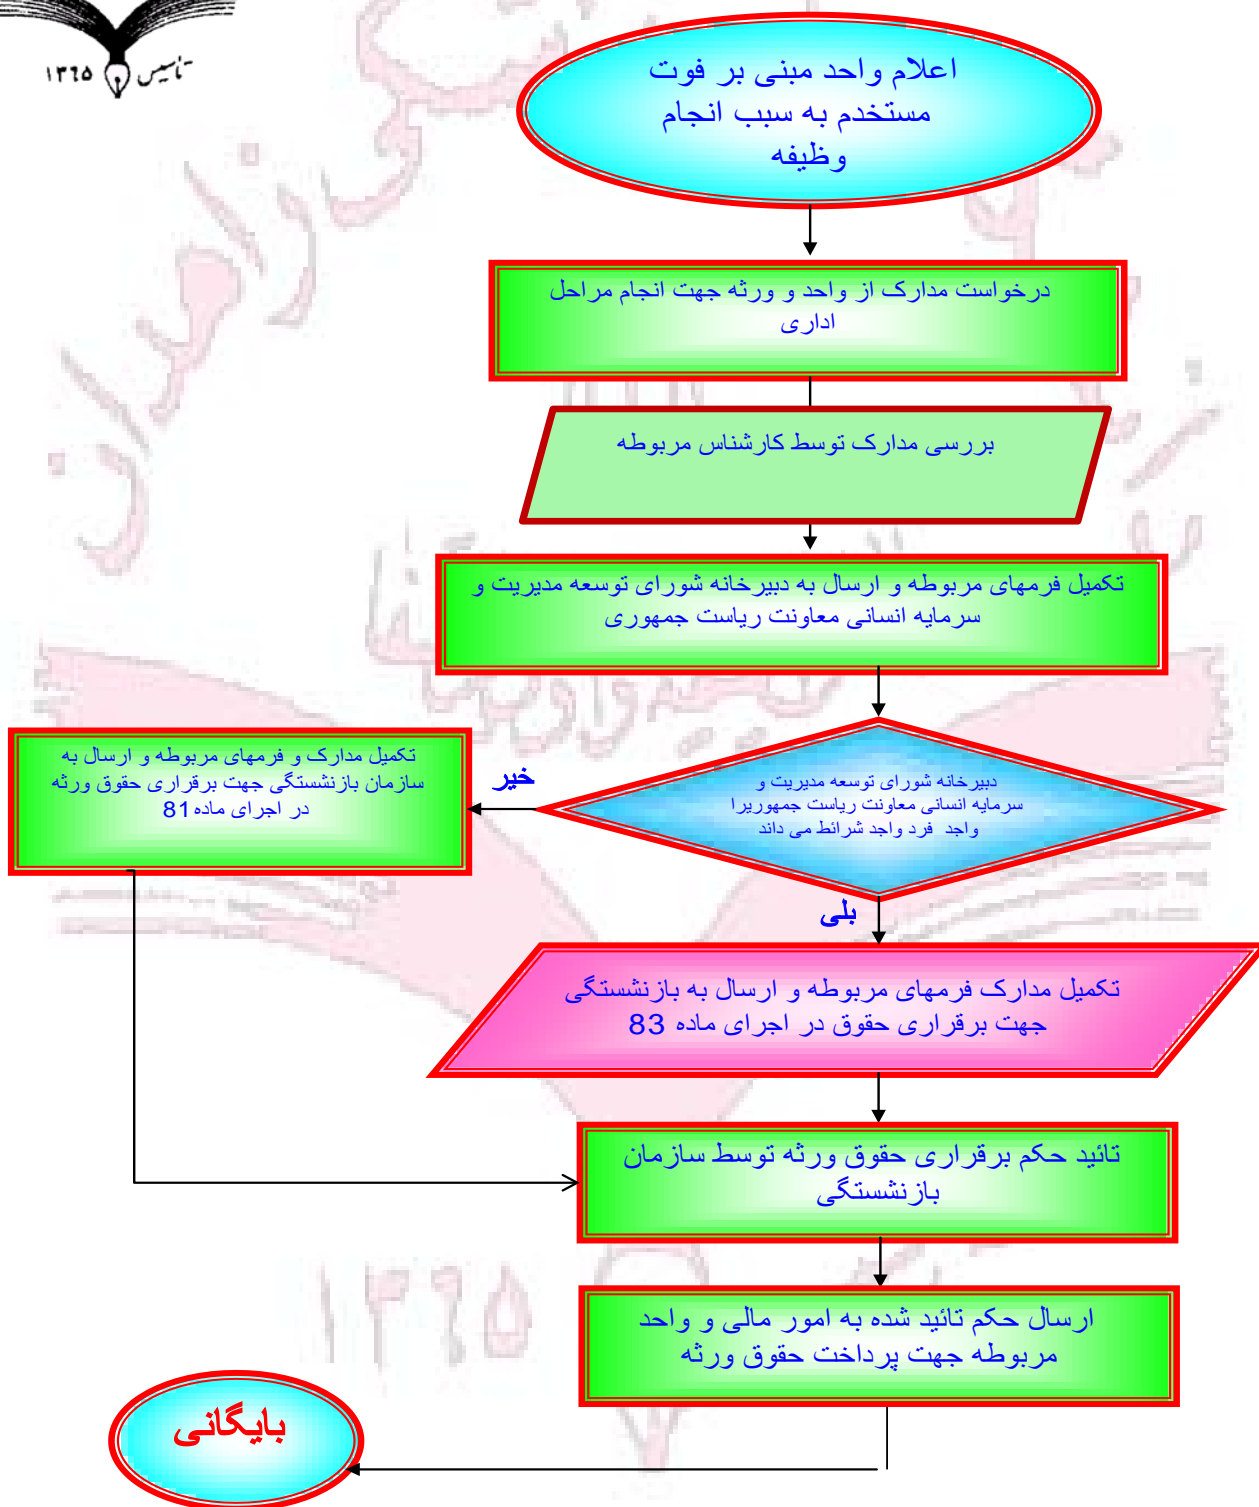 تاسیس ۱۳۶۵
اعلام واحد مبنی بر فوت
مستخدم به سبب انجام
وظیفه
درخواست مدارک از واحد و ورثه جهت انجام مراحل
اداری
بررسی مدارک توسط کارشناس مربوطه
تکمیل فرمهای مربوطه و ارسال به دبیرخانه شورای توسعه مدیریت و
سرمایه انسانی معاونت ریاست جمهوری
دبیرخانه شورای توسعه مدیریت و
سرمایه انسانی معاونت ریاست جمهوریرا
واجد فرد واجد شرائط می داند
خیر
تکمیل مدارک و فرمهای مربوطه و ارسال به
سازمان بازنشستگی جهت برقراری حقوق ورثه
در اجرای ماده81
بلی
تکمیل مدارک فرمهای مربوطه و ارسال به بازنشستگی
جهت برقراری حقوق در اجرای ماده 83
تائید حکم برقراری حقوق ورثه توسط سازمان
بازنشستگی
ارسال حکم تائید شده به امور مالی و واحد
مربوطه جهت پرداخت حقوق ورثه
بایگانی
۱۳۶۵